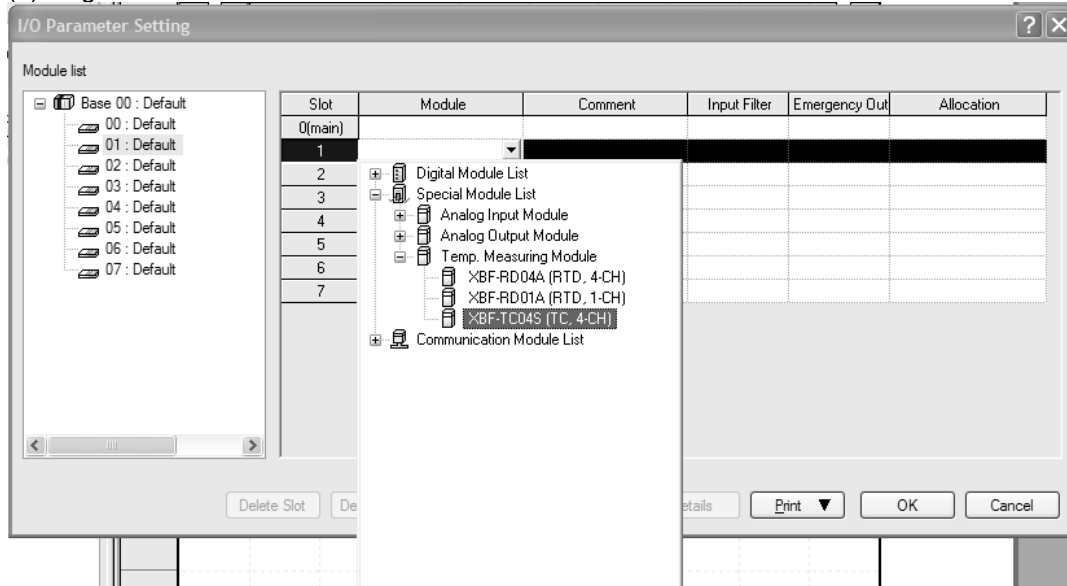 I/O Parameter Setting
Module list
Base 00 : Default
00 : Default
01 : Default
02 : Default
03 : Default
04 : Default
05 : Default
06 : Default
07 : Default
Slot Module Comment Input Filter Emergency Out Allocation
0(main)
1
2
3
4
5
6
7
Digital Module List
Special Module List
Analog Input Module
Analog Output Module
Temp. Measuring Module
XBF-RD04A (RTD, 4-CH)
XBF-RD01A (RTD, 1-CH)
XBF-TC04S (TC, 4-CH)
Communication Module List
Delete Slot De etails Print ▼ OK Cancel